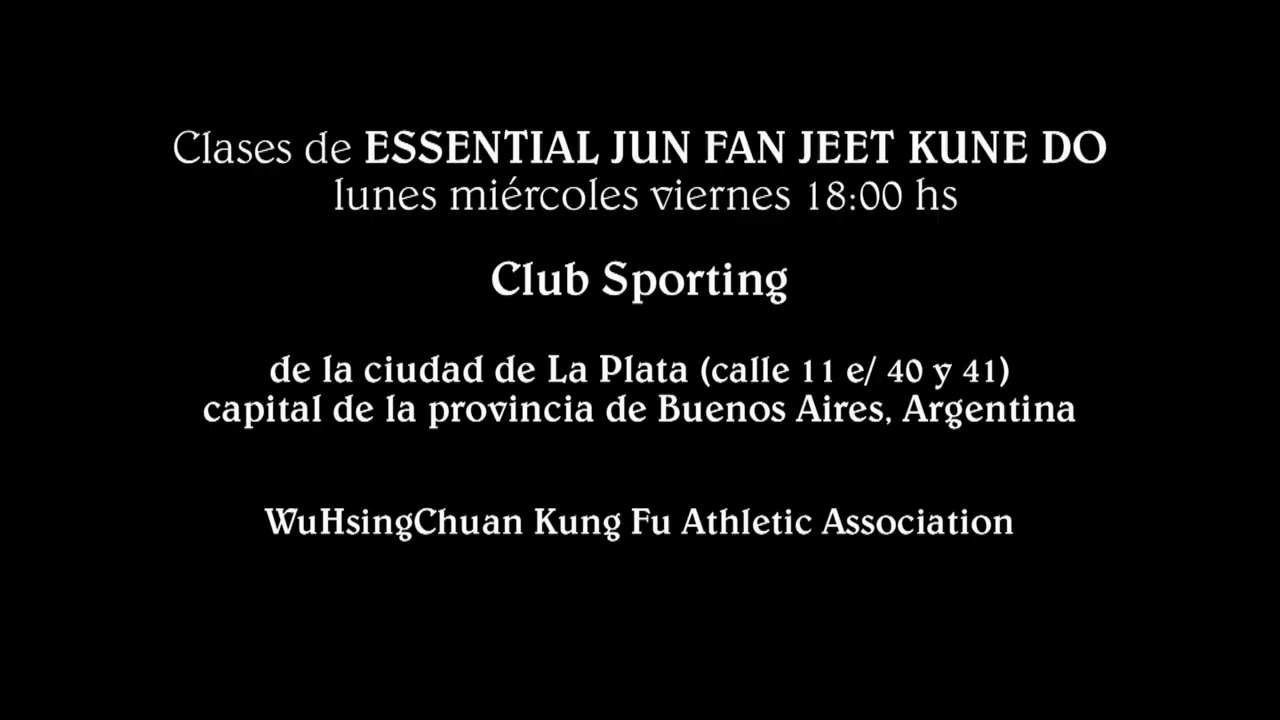 Clases de ESSENTIAL JUN FAN JEET KUNE DO
lunes miércoles viernes 18:00 hs
Club Sporting
de la ciudad de La Plata (calle 11 e/ 40 y 41)
capital de la provincia de Buenos Aires, Argentina
WuHsingChuan Kung Fu Athletic Association